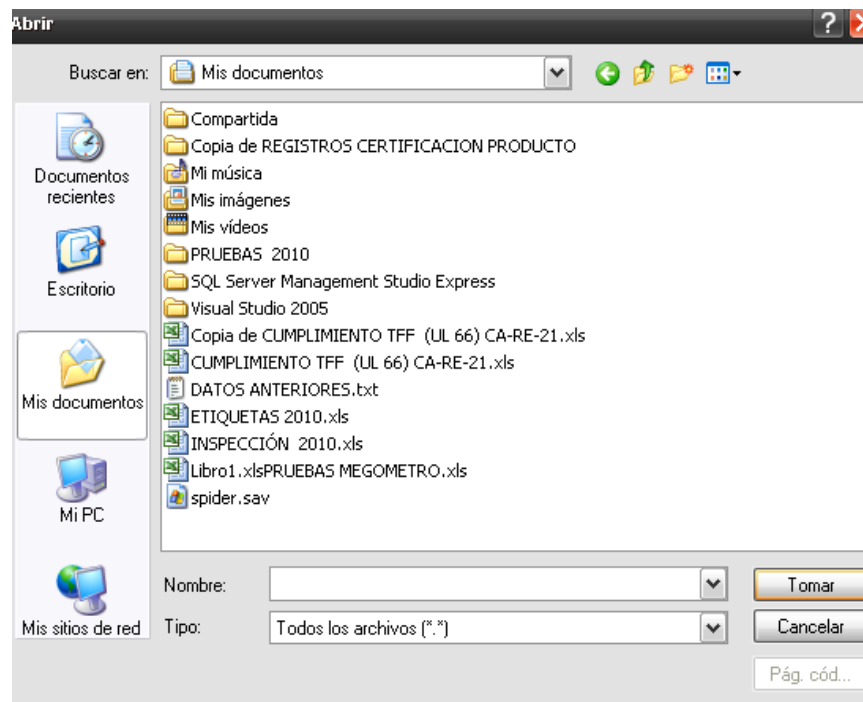 Abrir
?
Buscar en: Mis documentos
Documentos
recientes
Escritorio
Mis documentos
Mi PC
Mis sitios de red
Compartida
Copia de REGISTROS CERTIFICACION PRODUCTO
Mi música
Mis imágenes
Mis vídeos
PRUEBAS  2010
SQL Server Management Studio Express
Visual Studio 2005
Copia de CUMPLIMIENTO TFF  (UL 66) CA-RE-21.xls
CUMPLIMIENTO TFF  (UL 66) CA-RE-21.xls
DATOS ANTERIORES.txt
ETIQUETAS 2010.xls
INSPECCIÓN  2010.xls
Libro1.xlsPRUEBAS MEGOMETRO.xls
spider.sav
Nombre:
Tomar
Tipo: Todos los archivos (*.*)
Cancelar
Pág. cód...